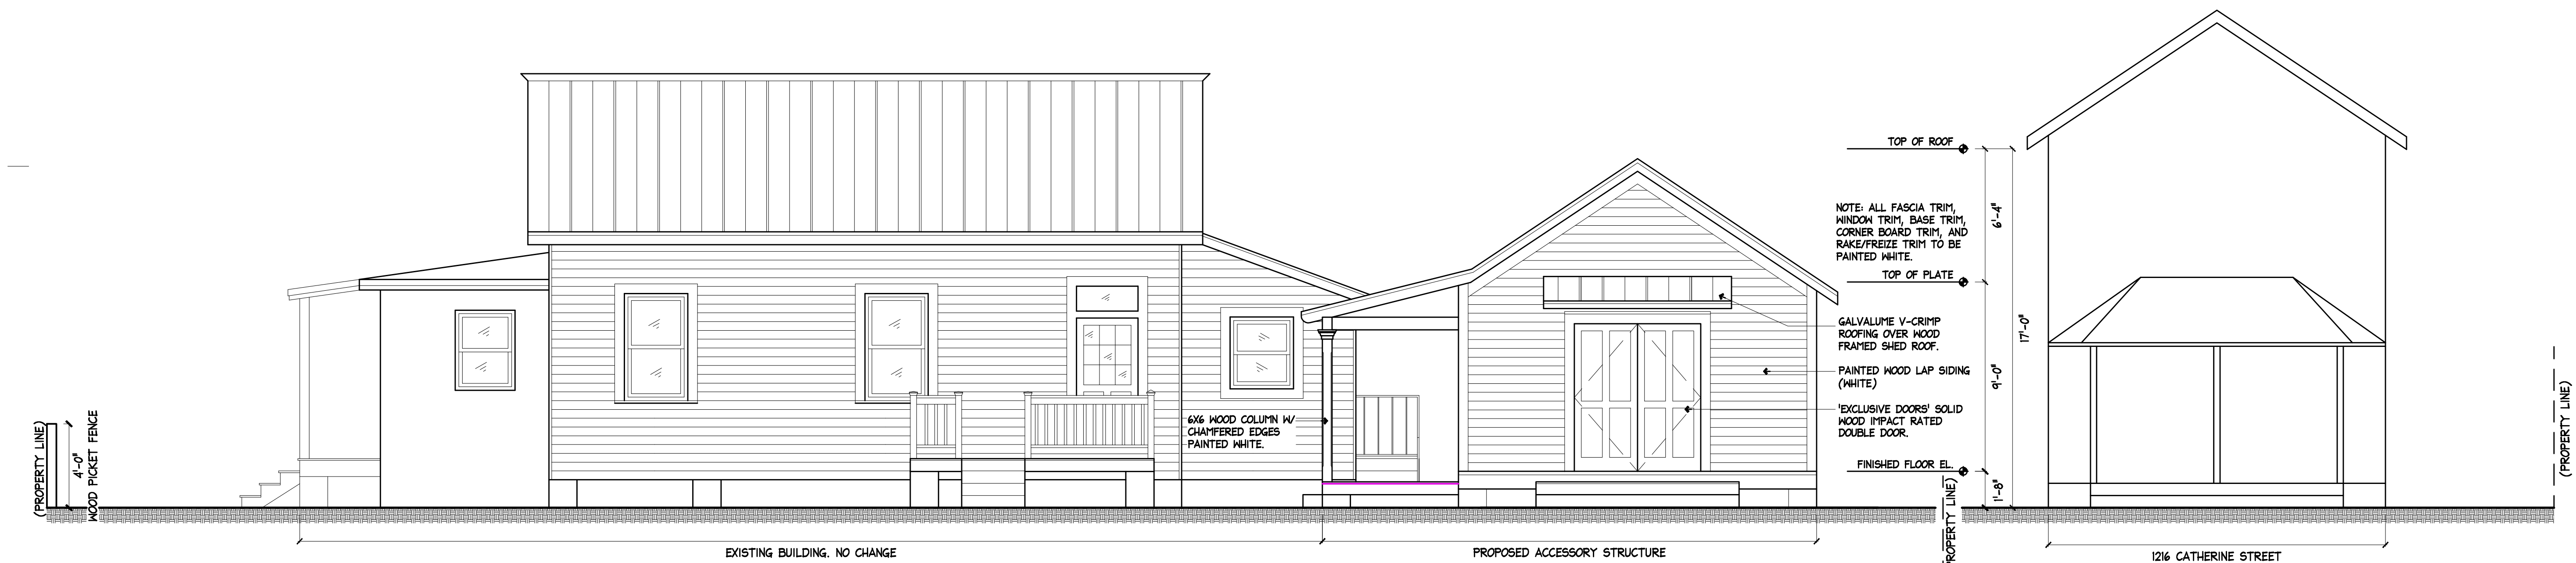 (PROPERTY LINE)
4'-0"
WOOD PICKET FENCE
EXISTING BUILDING. NO CHANGE
6X6 WOOD COLUMN W/
CHAMFERED EDGES
PAINTED WHITE.
PROPOSED ACCESSORY STRUCTURE
TOP OF ROOF
NOTE: ALL FASCIA TRIM,
WINDOW TRIM, BASE TRIM,
CORNER BOARD TRIM, AND
RAKE/FREIZE TRIM TO BE
PAINTED WHITE.
TOP OF PLATE
GALVALUME V-CRIMP
ROOFING OVER WOOD
FRAMED SHED ROOF.
PAINTED WOOD LAP SIDING
(WHITE)
'EXCLUSIVE DOORS' SOLID
WOOD IMPACT RATED
DOUBLE DOOR.
FINISHED FLOOR EL.
6'-4"
9'-0"
1'-8"
17'-0"
ROPERTY LINE)
1216 CATHERINE STREET
(PROPERTY LINE)